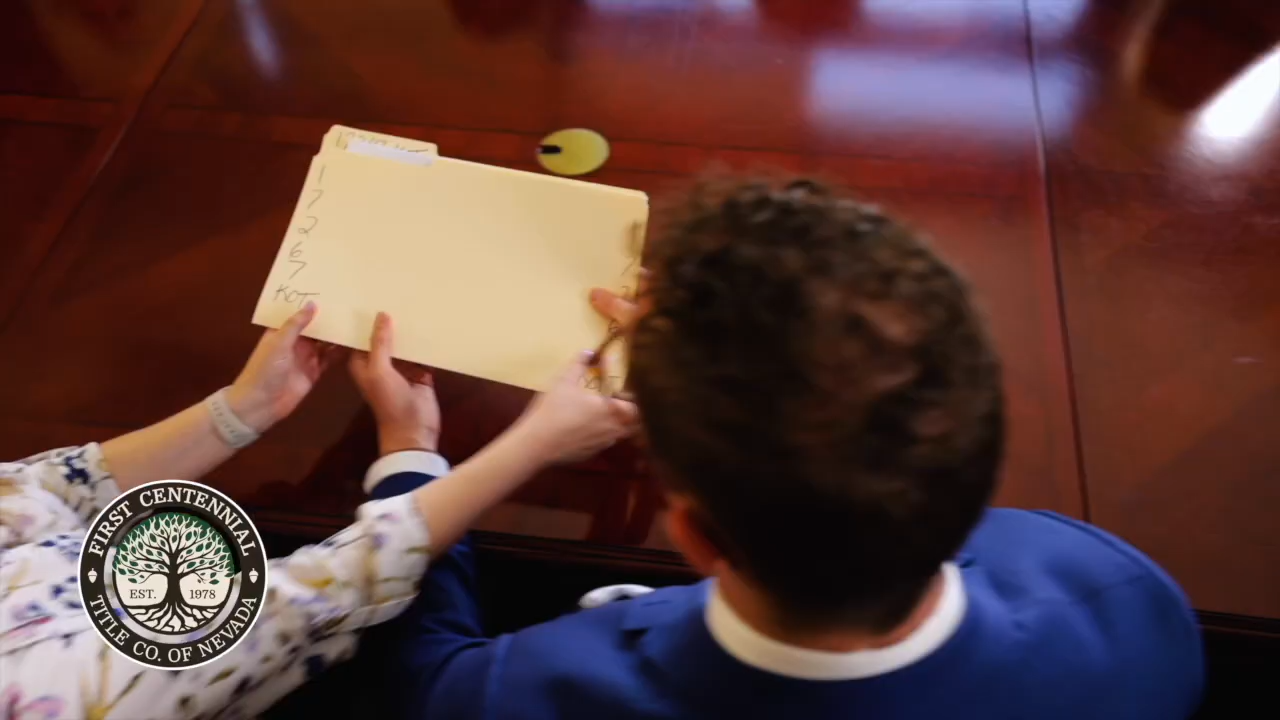 1
7
2
6
7
KOT
FIRST CENTENNIAL
EST. 1978
TITLE CO. OF NEVADA